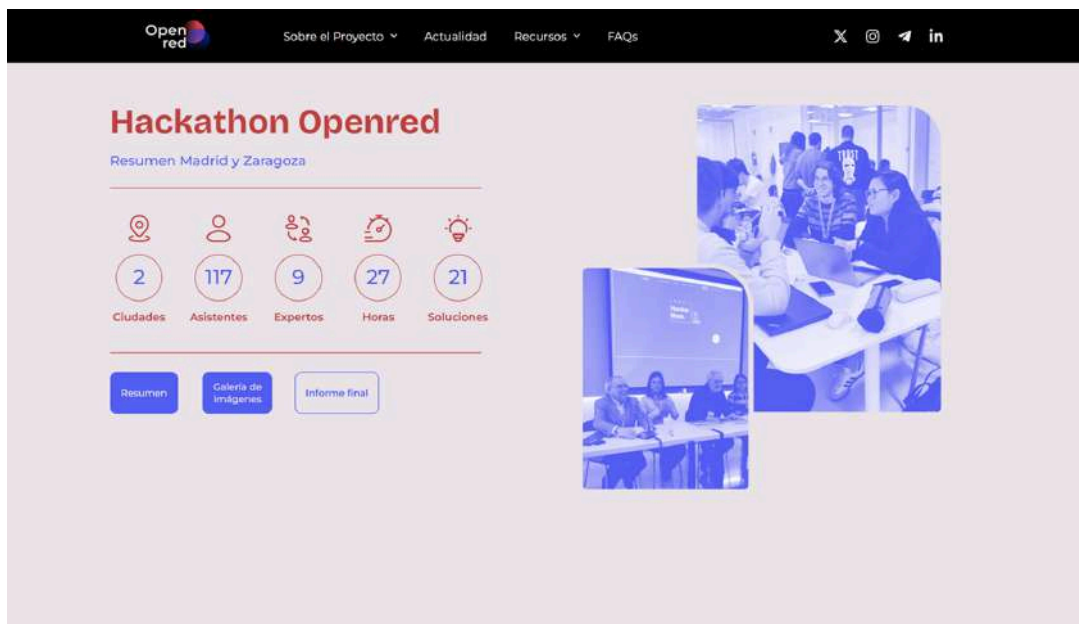 Open
red
Sobre el Proyecto
Actualidad
Recursos
FAQs
Hackathon Openred
Resumen Madrid y Zaragoza
2
117
9
27
21
Ciudades
Asistentes
Expertos
Horas
Soluciones
Resumen
Galería de
imágenes
Informe final